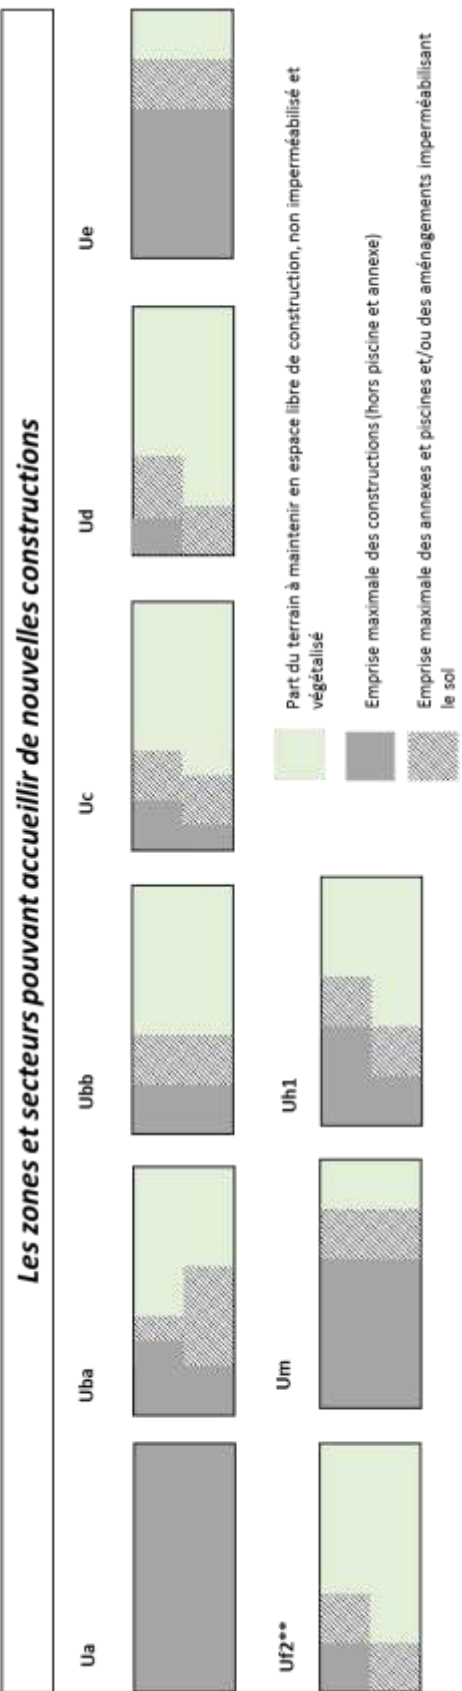 Les zones et secteurs pouvant accueillir de nouvelles constructions
Ua
Uba
Ubb
Uc
Ud
Ue
Uf2**
Um
Uh1
Part du terrain à maintenir en espace libre de construction, non imperméabilisé et
végétalisé
Emprise maximale des constructions (hors piscine et annexe)
Emprise maximale des annexes et piscines et/ou des aménagements imperméabilisant
le sol